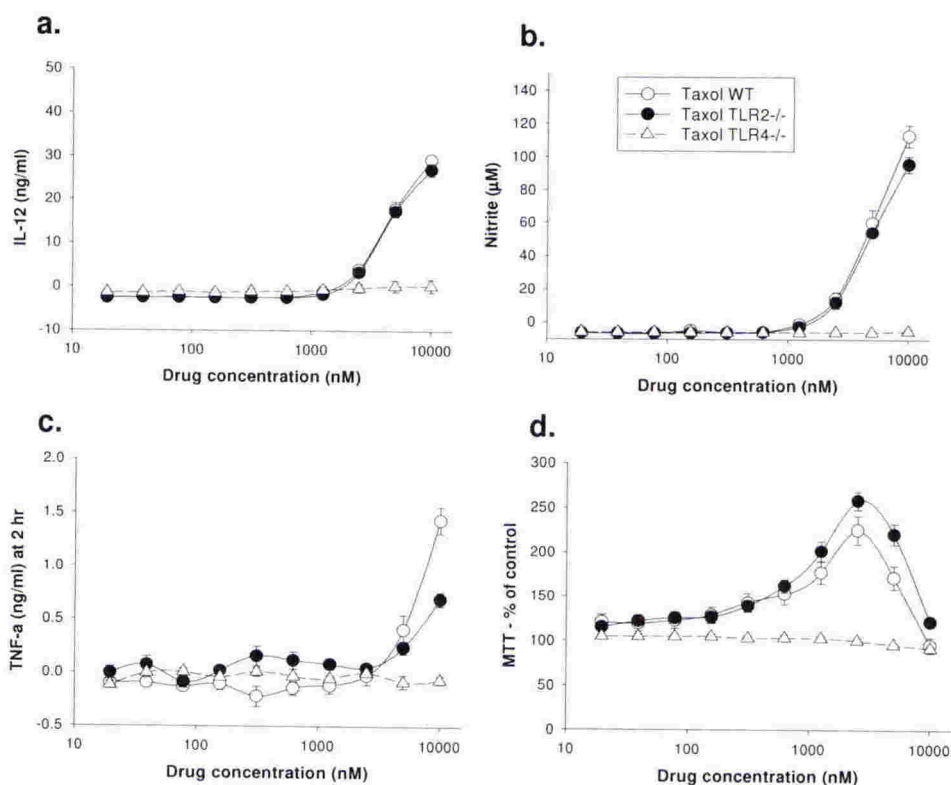 a.
50
40
30
20
10
0
-10
IL-12 (ng/ml)
10
100
1000
10000
Drug concentration (nM)
b.
140
120
100
80
60
40
20
0
Nitrite (µM)
Taxol WT
Taxol TLR2-/-
Taxol TLR4-/-
10
100
1000
10000
Drug concentration (nM)
c.
2.0
1.5
1.0
0.5
0.0
-0.5
TNF-a (ng/ml) at 2 hr
10
100
1000
10000
Drug concentration (nM)
d.
300
250
200
150
100
50
0
MTT - % of control
10
100
1000
10000
Drug concentration (nM)